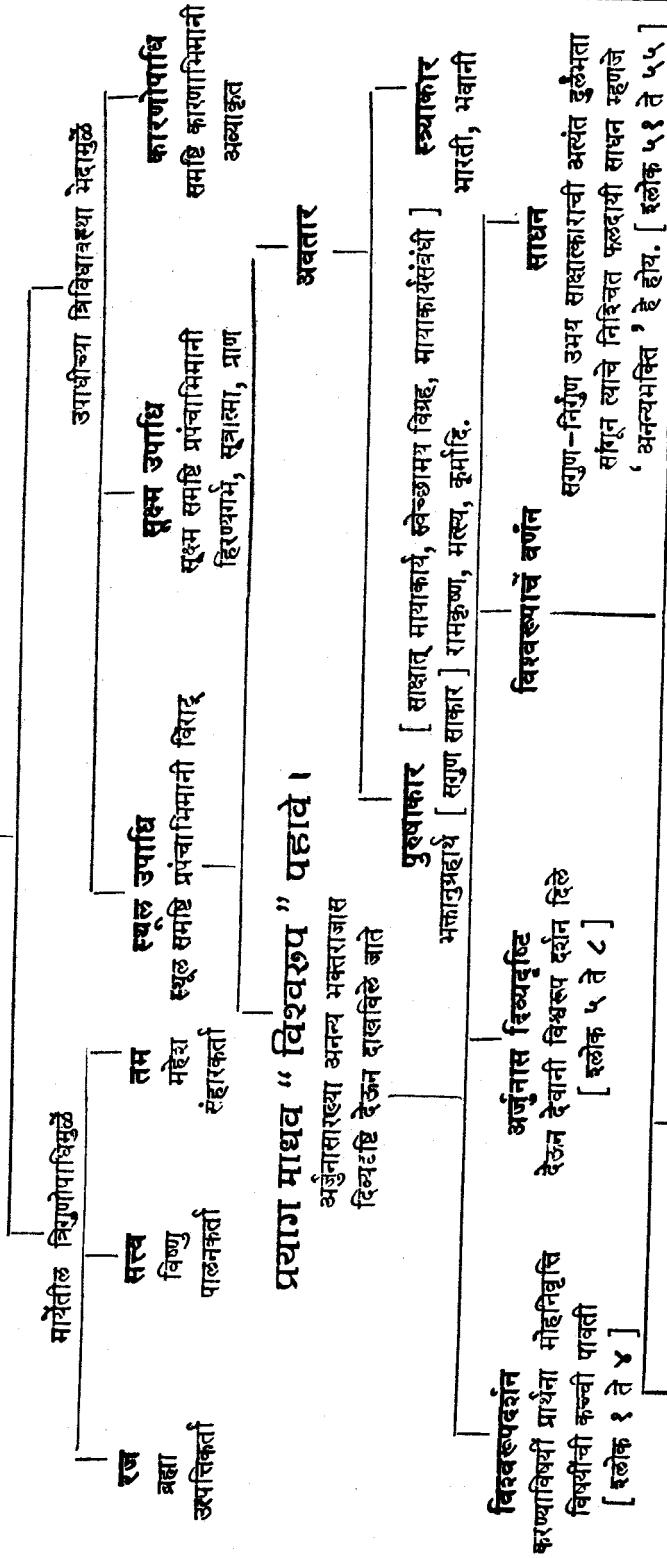 मायेंतील त्रिगुणोपाधिमुळें
उपाधीच्या त्रिविधावस्था भेदामुळें
रज
ब्रह्मा
उत्पत्तिकर्ता
सत्त्व
विष्णु
पालनकर्ता
तम
महेश
संहारकर्ता
स्थूल उपाधि
स्थूल समष्टि प्रपंचाभिमानी विराट्
सूक्ष्म उपाधि
सूक्ष्म समष्टि प्रपंचाभिमानी
हिरण्यगर्भ, सूत्रात्मा, प्राण
कारणोपाधि
समष्टि कारणाभिमानी
अव्याकृत
प्रयाग माधव " विश्वरुप " पहावे ।
अर्जुनासारख्या अनन्य भक्तराजास
दिव्यदृष्टि देऊन दाखविले जाते
अवतार
पुरुषाकार [ साक्षात् मायाकार्य, स्वेच्छामय विग्रह, मायाकार्यसंबंधी ]
भक्तानुग्रहार्थ [ सगुण साकार ] रामकृष्ण, मत्स्य, कूर्मादि.
स्त्र्याकार
भारती, भवानी
विश्वरूपदर्शन
करण्याविषयीं प्रार्थना मोहनिवृत्ति
विषयींची कच्ची पावती
[ श्लोक १ ते ४ ]
अर्जुनास दिव्यदृष्टि
देऊन देवानी विश्वरूप दर्शन दिले
[ श्लोक ५ ते ८ ]
विश्वरूपाचें वर्णन
साधन
सगुण-निर्गुण उभय साक्षात्काराची अत्यंत दुर्लभता
सांगून त्याचे निश्चित फलदायी साधन म्हणजे
' अनन्यभक्ति ' हे होय. [ श्लोक ५१ ते ५५ ]